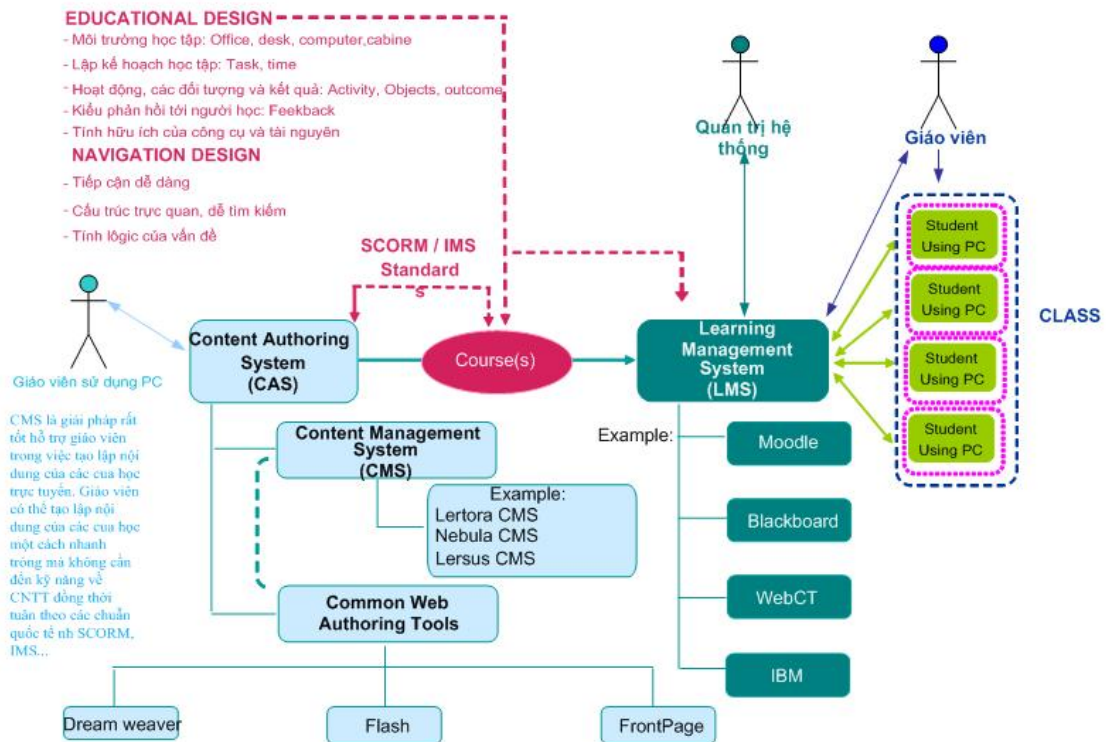 EDUCATIONAL DESIGN
- Môi trường học tập: Office, desk, computer,cabine
- Lập kế hoạch học tập: Task, time
- Hoạt động, các đối tượng và kết quả: Activity, Objects, outcome
- Kiểu phản hồi tới người học: Feekback
- Tính hữu ích của công cụ và tài nguyên
NAVIGATION DESIGN
- Tiếp cận dễ dàng
- Cấu trúc trực quan, dễ tìm kiếm
- Tính lôgic của vấn đề
Quản trị hệ
thống
Giáo viên
Student
Using PC
Student
Using PC
Student
Using PC
Student
Using PC
CLASS
SCORM / IMS
Standard
s
Giáo viên sử dụng PC
Content Authoring
System
(CAS)
Course(s)
Learning
Management
System
(LMS)
CMS là giải pháp rất
tốt hỗ trợ giáo viên
trong việc tạo lập nội
dung của các cua học
trực tuyến. Giáo viên
có thể tạo lập nội
dung của các cua học
một cách nhanh
tróng mà không cần
đến kỹ năng về
CNTT đồng thời
tuân theo các chuẩn
quốc tế nh SCORM,
IMS...
Content Management
System
(CMS)
Example:
Lertora CMS
Nebula CMS
Lersus CMS
Common Web
Authoring Tools
Dream weaver
Flash
FrontPage
Example:
Moodle
Blackboard
WebCT
IBM